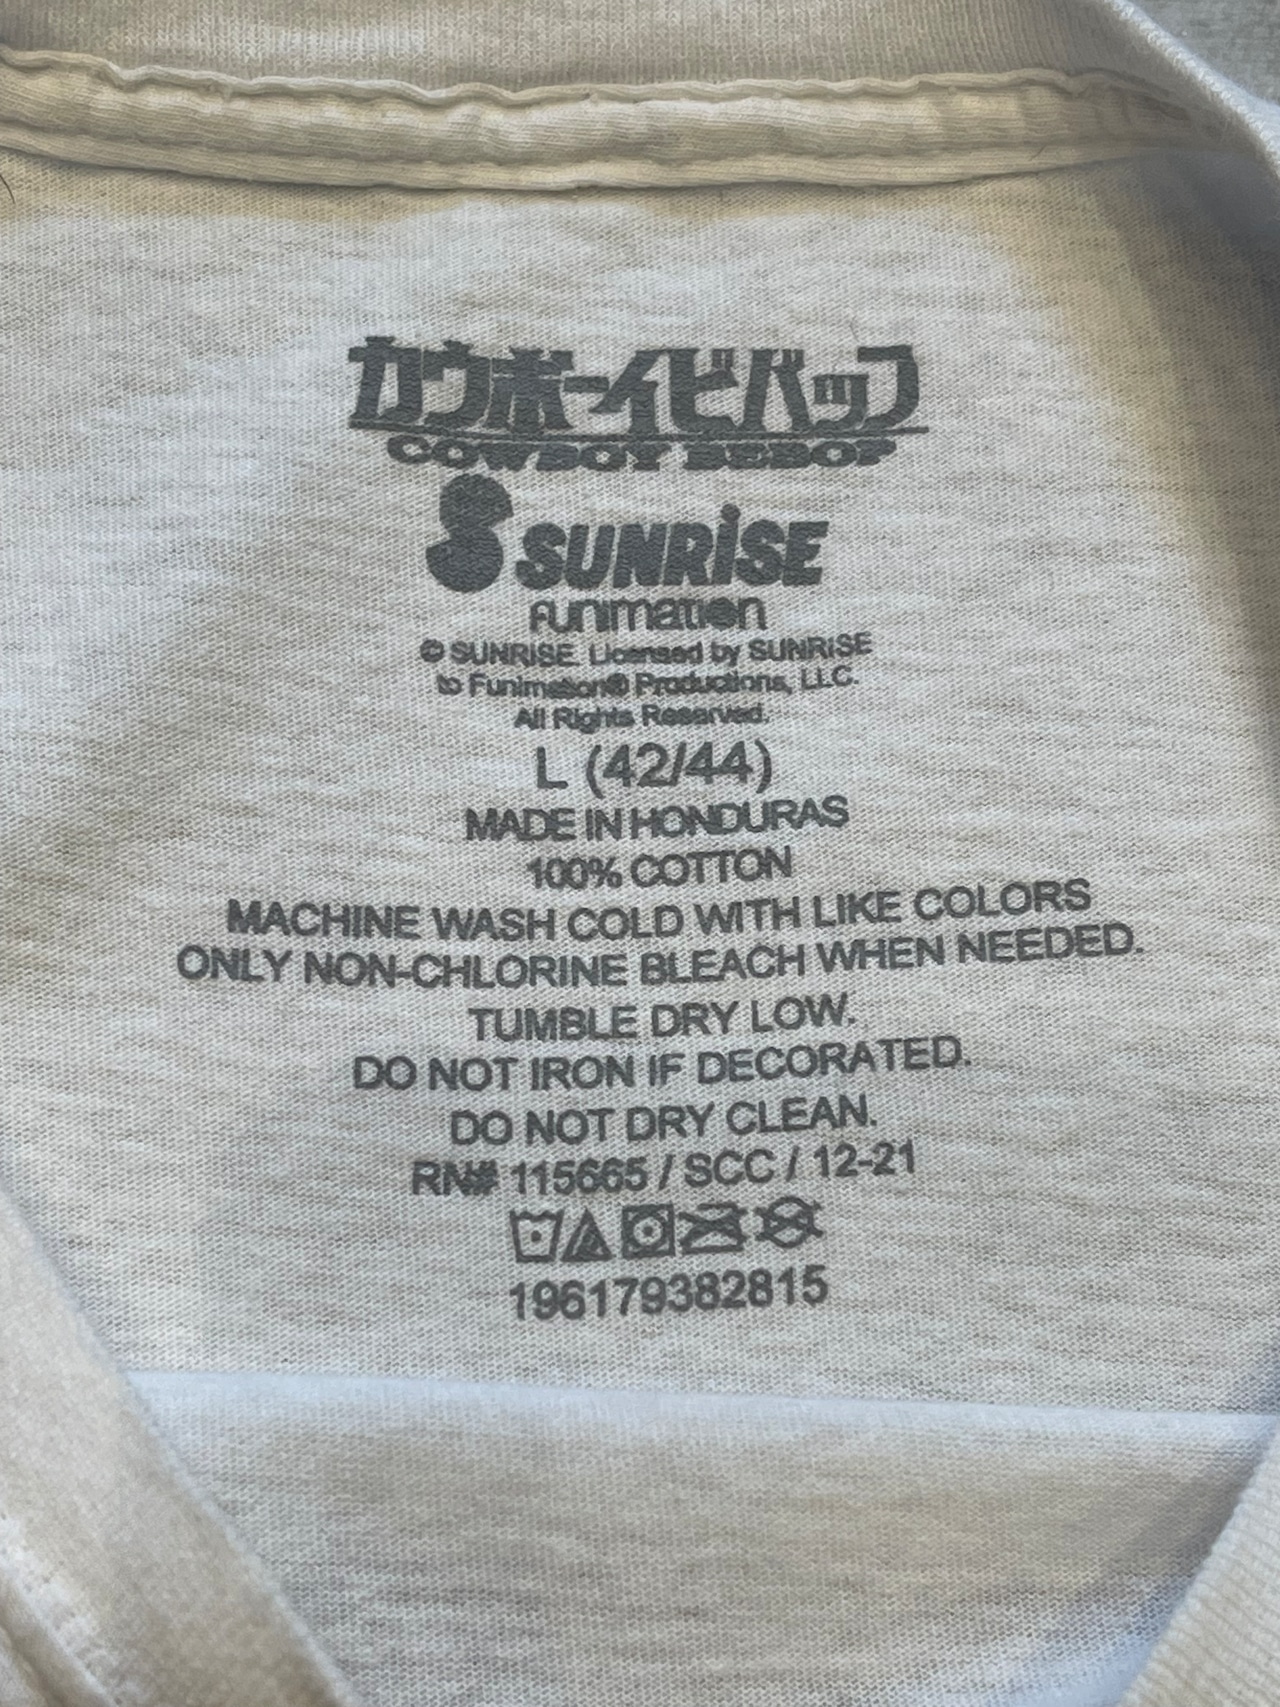 カウボーイビバップ
COWBOY BEBOP
SUNRiSE
Funimation
© SUNRISE. Licensed by SUNRISE
to Funimation® Productions, LLC.
All Rights Reserved.
L (42/44)
MADE IN HONDURAS
100% COTTON
MACHINE WASH COLD WITH LIKE COLORS
ONLY NON-CHLORINE BLEACH WHEN NEEDED.
TUMBLE DRY LOW.
DO NOT IRON IF DECORATED.
DO NOT DRY CLEAN.
RN# 115665 / SCC / 12-21
196179382815